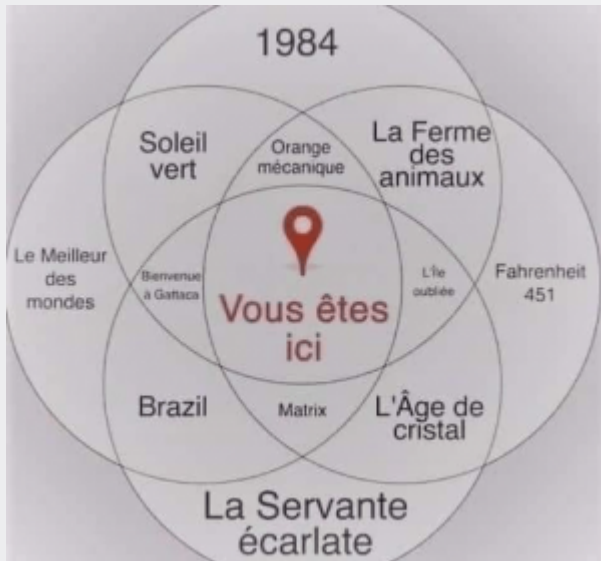 1984
Soleil
vert
Orange
mécanique
La Ferme
des
animaux
Le Meilleur
des
mondes
Bienvenue
à Gattaca
L'Île
oubliée
Fahrenheit
451
Vous êtes
ici
Brazil
Matrix
L'Âge de
cristal
La Servante
écarlate